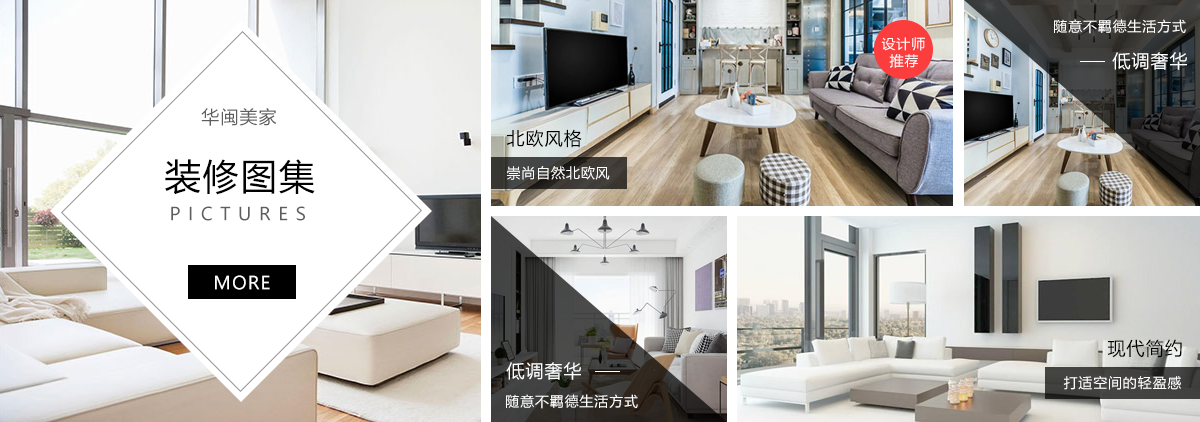 华闽美家
装修图集
PICTURES
MORE
设计师
推荐
北欧风格
崇尚自然北欧风
随意不羁德生活方式
低调奢华
低调奢华
随意不羁德生活方式
现代简约
打适空间的轻盈感